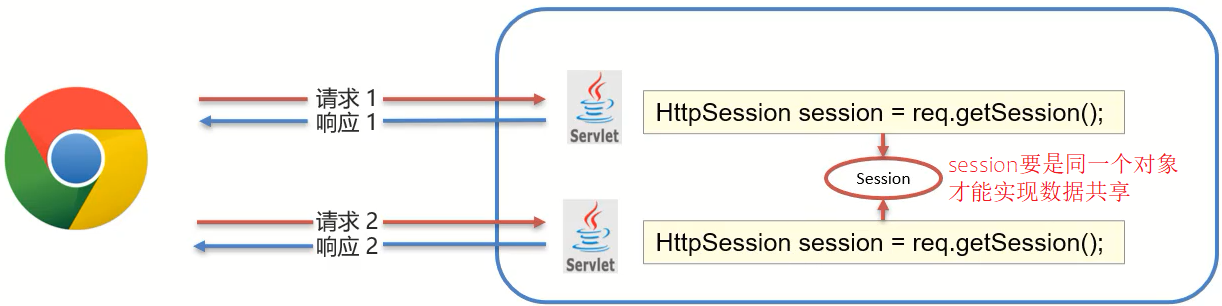 请求 1
响应 1
Servlet
HttpSession session = req.getSession();
Session
session要是同一个对象
才能实现数据共享
请求 2
响应 2
Servlet
HttpSession session = req.getSession();